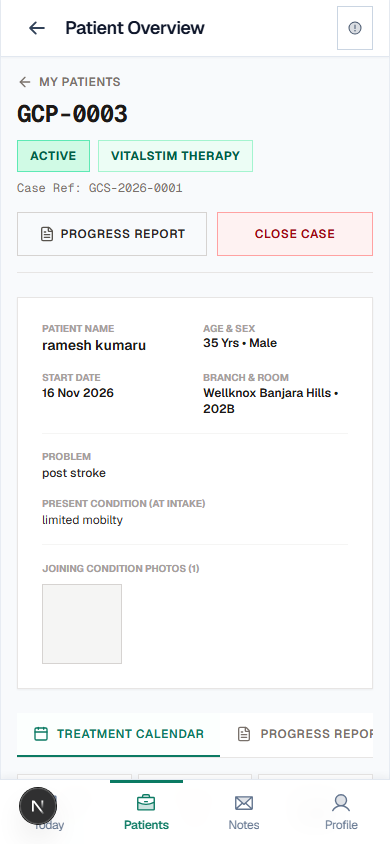 Patient Overview
MY PATIENTS
GCP-0003
ACTIVE
VITALSTIM THERAPY
Case Ref: GCS-2026-0001
PROGRESS REPORT
CLOSE CASE
PATIENT NAME
ramesh kumaru
AGE & SEX
35 Yrs • Male
START DATE
16 Nov 2026
BRANCH & ROOM
Wellknox Banjara Hills •
202B
PROBLEM
post stroke
PRESENT CONDITION (AT INTAKE)
limited mobilty
JOINING CONDITION PHOTOS (1)
TREATMENT CALENDAR
PROGRESS REPOR
N
Today
Patients
Notes
Profile